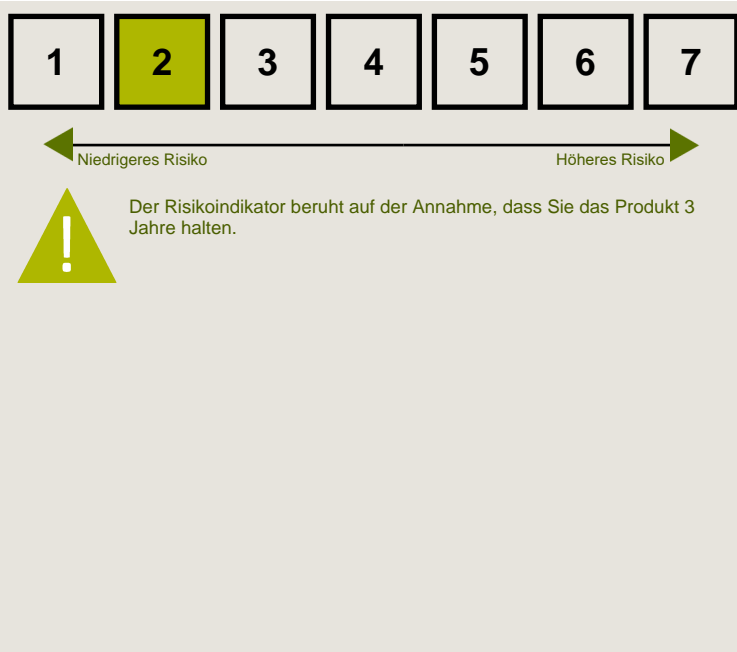 1 2 3 4 5 6 7
Niedrigeres Risiko Höheres Risiko
!
Der Risikoindikator beruht auf der Annahme, dass Sie das Produkt 3
Jahre halten.